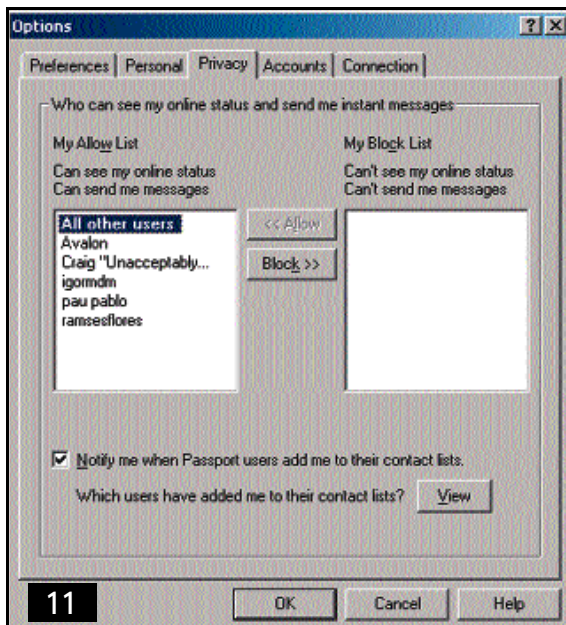 Options
Preferences Personal Privacy Accounts Connection
Who can see my online status and send me instant messages
My Allow List
Can see my online status
Can send me messages
All other users
Avalon
Craig "Unacceptably...
igormdm
pau pablo
ramsesflores
<< Allow
Block >>
My Block List
Can't see my online status
Can't send me messages
Notify me when Passport users add me to their contact lists.
Which users have added me to their contact lists? View
11
OK Cancel Help